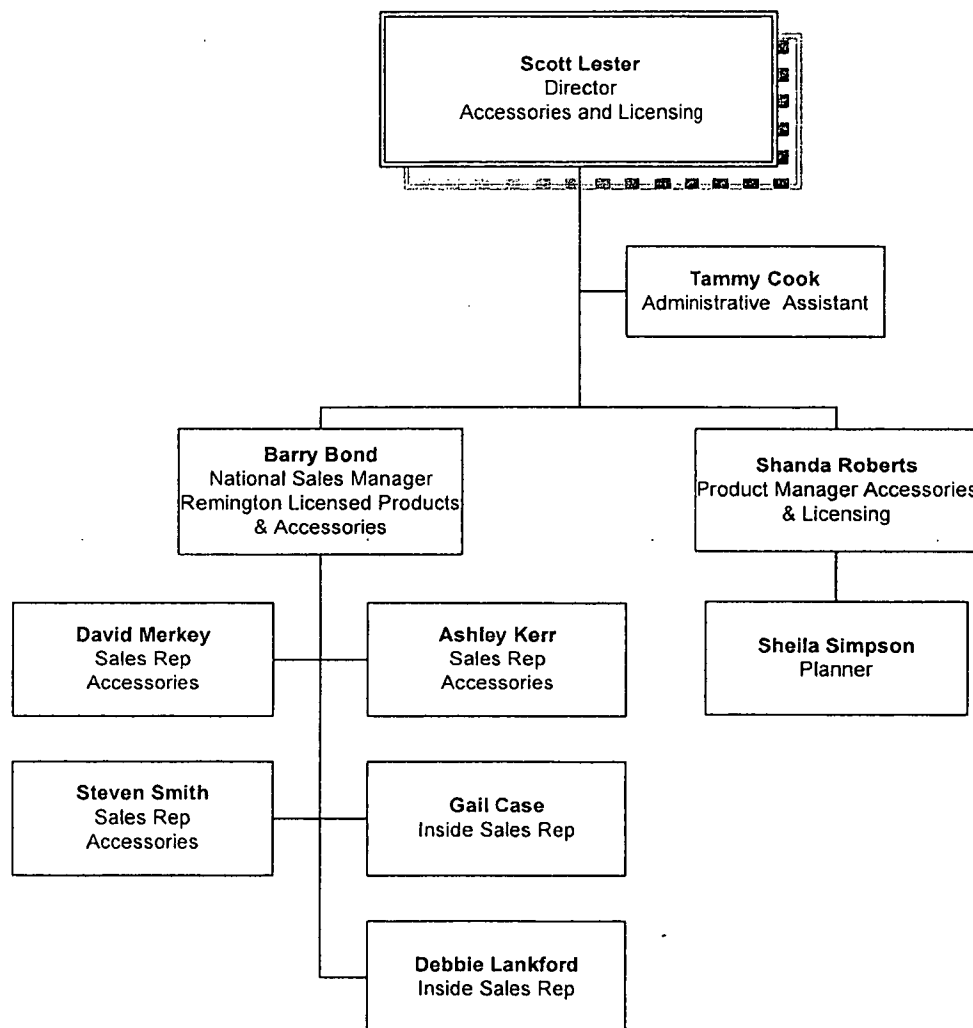 Scott Lester
Director
Accessories and Licensing
Tammy Cook
Administrative Assistant
Barry Bond
National Sales Manager
Remington Licensed Products
& Accessories
Shanda Roberts
Product Manager Accessories
& Licensing
David Merkey
Sales Rep
Accessories
Ashley Kerr
Sales Rep
Accessories
Sheila Simpson
Planner
Steven Smith
Sales Rep
Accessories
Gail Case
Inside Sales Rep
Debbie Lankford
Inside Sales Rep